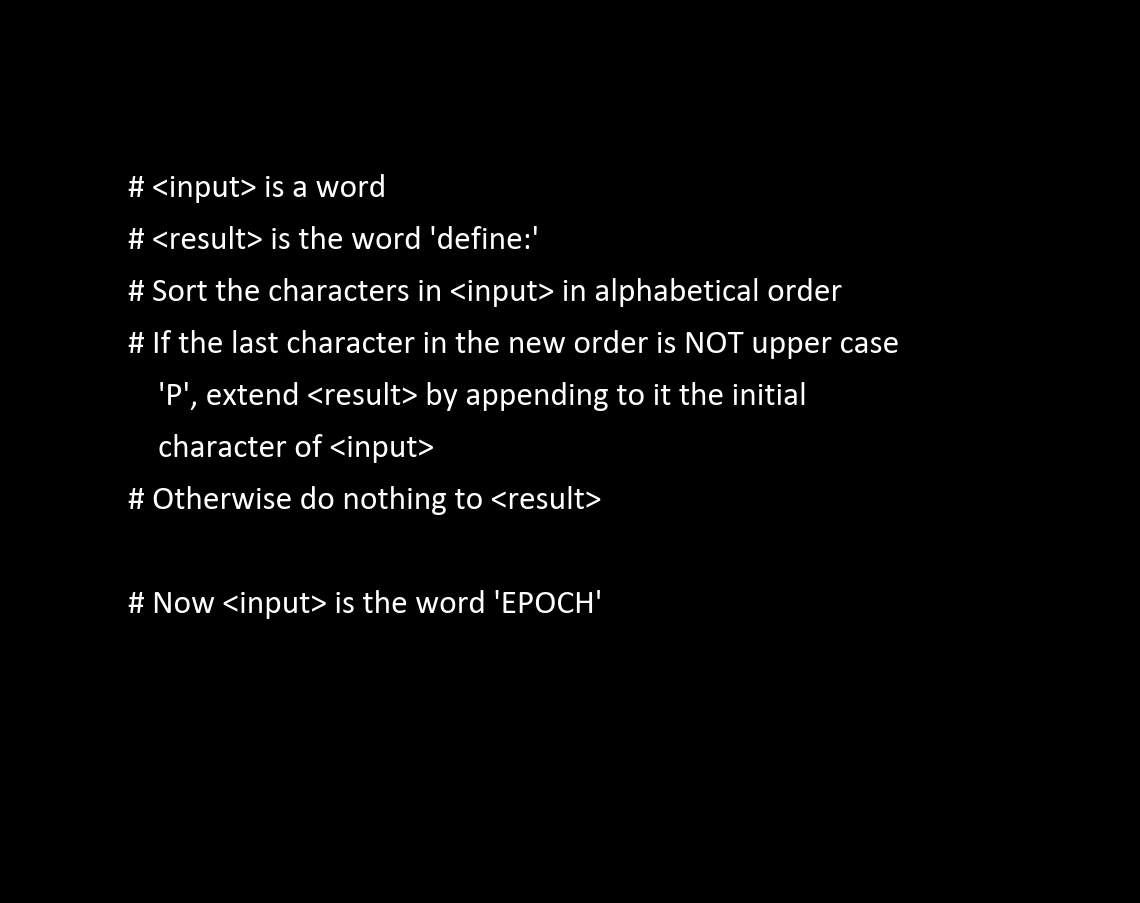 # <input> is a word
# <result> is the word 'define:'
# Sort the characters in <input> in alphabetical order
# If the last character in the new order is NOT upper case
'P', extend <result> by appending to it the initial
character of <input>
# Otherwise do nothing to <result>
# Now <input> is the word 'EPOCH'